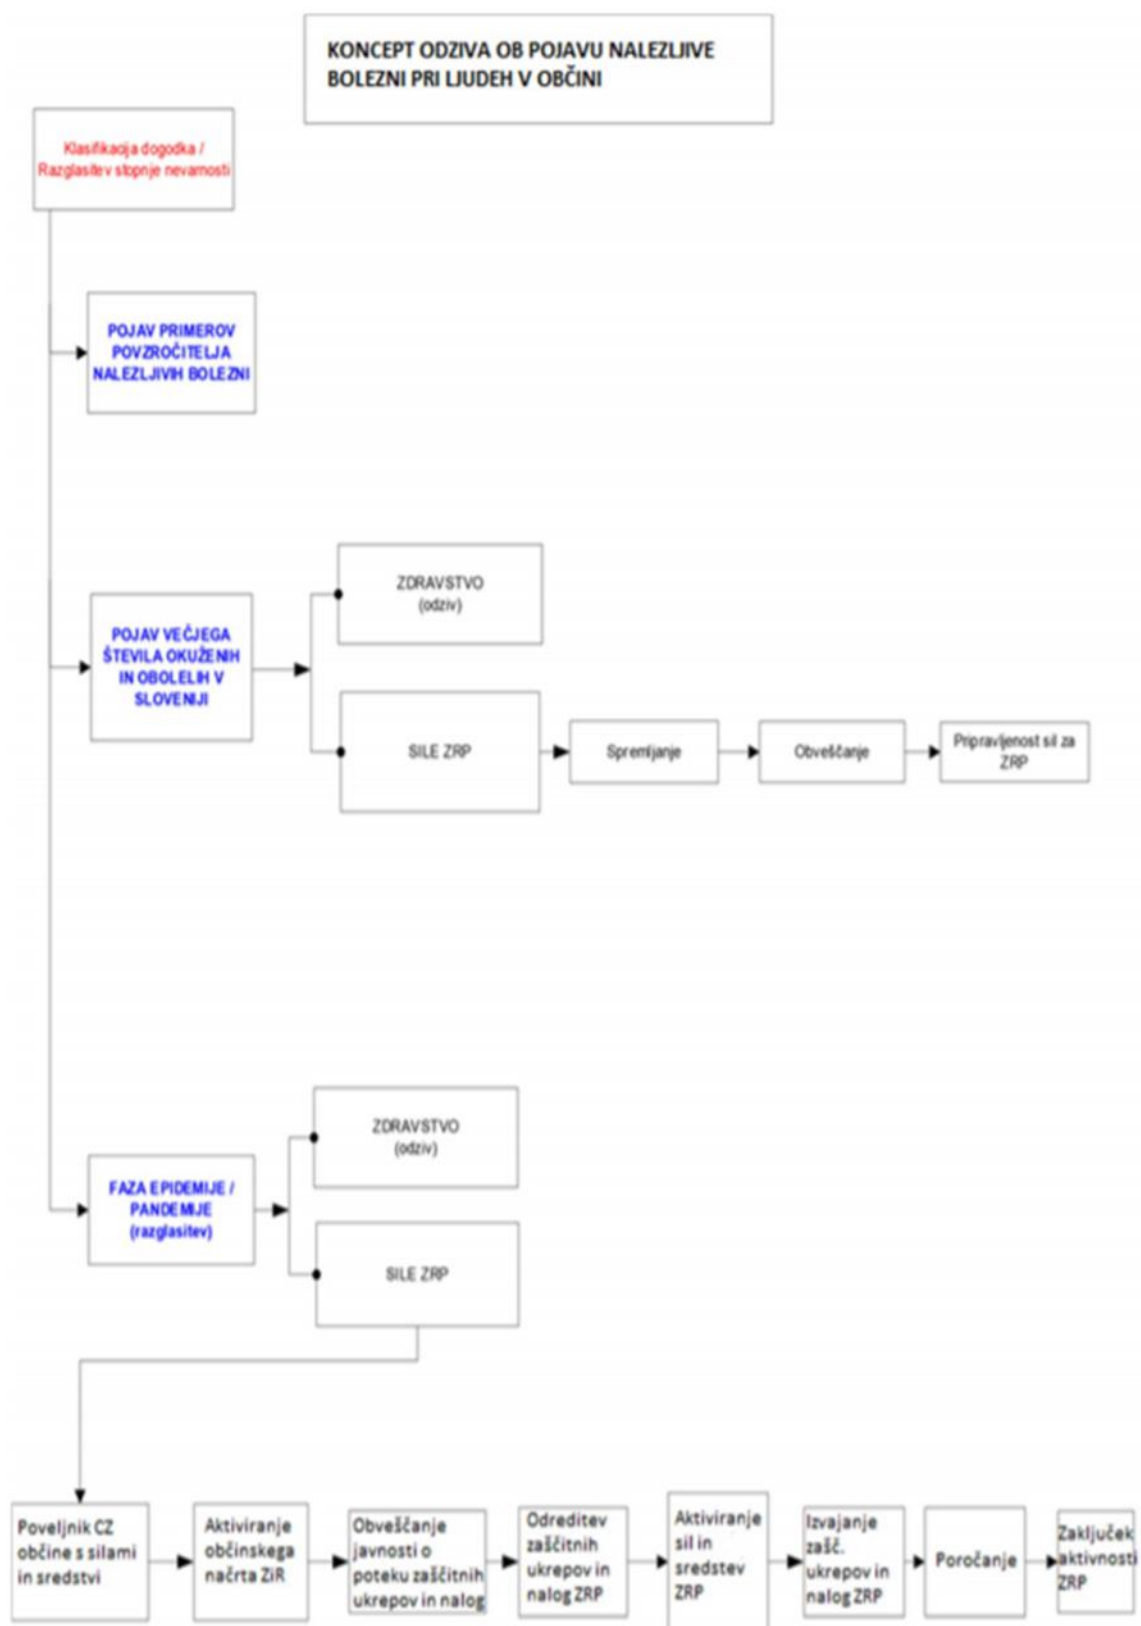 KONCEPT ODZIVA OB POJAVU NALEZLJIVE
BOLEZNI PRI LJUDEH V OBČINI
Klasifikacija dogodka /
Razglasitev stopnje nevarnosti
POJAV PRIMEROV
POVZROČITELJA
NALEZLJIVIH BOLEZNI
POJAV VEČJEGA
ŠTEVILA OKUŽENIH
IN OBOLELIH V
SLOVENIJI
ZDRAVSTVO
(odziv)
SILE ZRP
Spremljanje
Obveščanje
Pripravljenost sil za
ZRP
FAZA EPIDEMIJE /
PANDEMIJE
(razglasitev)
ZDRAVSTVO
(odziv)
SILE ZRP
Poveljnik CZ
občine s silami
in sredstvi
Aktiviranje
občinskega
načrta ZiR
Obveščanje
javnosti o
poteku zaščitnih
ukrepov in nalog
Odreditev
zaščitnih
ukrepov in
nalog ZRP
Aktiviranje
sil in
sredstev
ZRP
Izvajanje
zašč.
ukrepov in
nalog ZRP
Poročanje
Zaključek
aktivnosti
ZRP